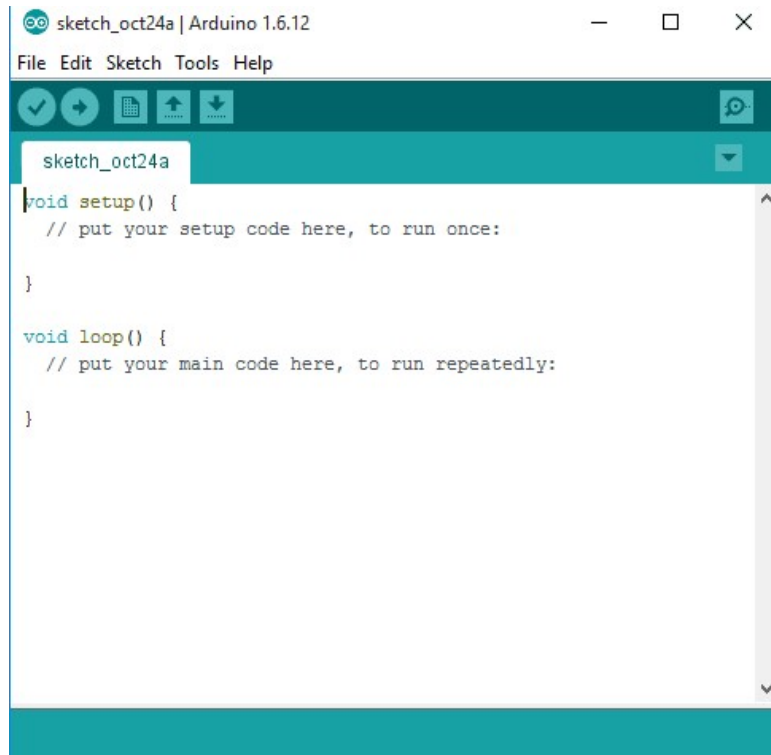 sketch_oct24a | Arduino 1.6.12
File Edit Sketch Tools Help
sketch_oct24a
void setup() {
  // put your setup code here, to run once:

}

void loop() {
  // put your main code here, to run repeatedly:

}